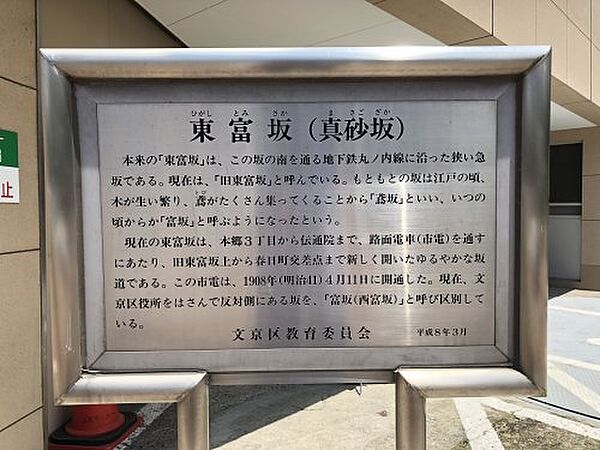 ひがし とみ さか ま さご ざか
東富坂（真砂坂）
本来の「東富坂」は、この坂の南を通る地下鉄丸ノ内線に沿った狭い急
坂である。現在は、「旧東富坂」と呼んでいる。もともとの坂は江戸の頃、
とび
木が生い繁り、鳶がたくさん集ってくることから「鳶坂」といい、いつの
頃からか「富坂」と呼ぶようになったという。
現在の東富坂は、本郷3丁目から伝通院まで、路面電車（市電）を通す
にあたり、旧東富坂上から春日町交差点まで新しく開いたゆるやかな坂
道である。この市電は、1908年（明治41）4月11日に開通した。現在、文
京区役所をはさんで反対側にある坂を、「富坂（西富坂）」と呼び区別して
いる。
文京区教育委員会 平成8年3月
止